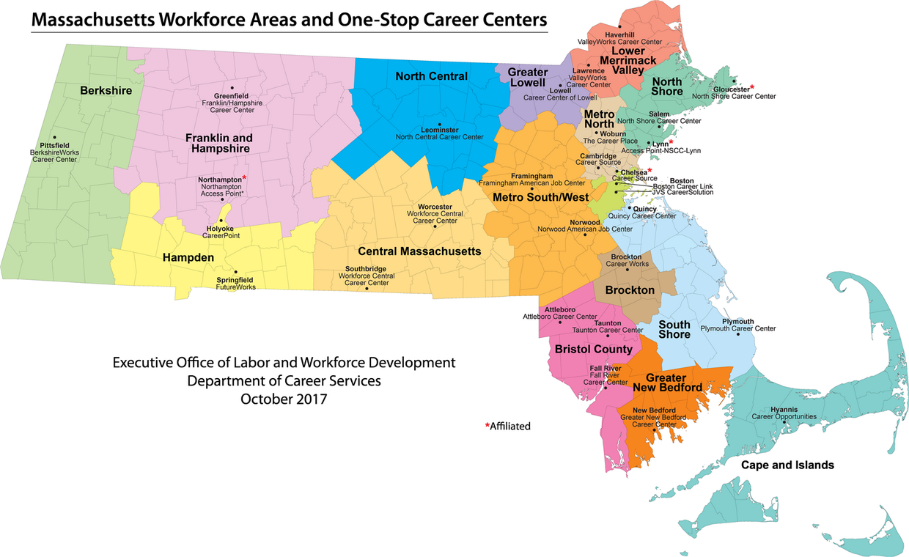 Massachusetts Workforce Areas and One-Stop Career Centers
Haverhill
ValleyWorks Career Center
Lower
Merrimack
Valley
Lawrence
ValleyWorks
Career Center
Berkshire
Greenfield
Franklin/Hampshire
Career Center
North Central
Greater
Lowell
Lowell
Career Center of Lowell
North
Shore
Gloucester*
North Shore Career Center
Salem
North Shore Career Center
Lynn*
Access Point-NSCC-Lynn
Metro
North
Woburn
The Career Place
Leominster
North Central Career Center
Franklin and
Hampshire
Pittsfield
BerkshireWorks
Career Center
Cambridge
Career Source
Chelsea*
Career Source
Boston
Boston Career Link
JVS CareerSolution
Northampton*
Northampton
Access Point*
Framingham
Framingham American Job Center
Metro South/West
Worcester
Workforce Central
Career Center
Quincy
Quincy Career Center
Norwood
Norwood American Job Center
Holyoke
CareerPoint
Hampden
Central Massachusetts
Springfield
FutureWorks
Southbridge
Workforce Central
Career Center
Brockton
Career Works
Brockton
Attleboro
Attleboro Career Center
Taunton
Taunton Career Center
South
Shore
Plymouth
Plymouth Career Center
Bristol County
Executive Office of Labor and Workforce Development
Department of Career Services
October 2017
Fall River
Fall River
Career Center
Greater
New Bedford
New Bedford
Greater New Bedford
Career Center
Hyannis
Career Opportunities
*Affiliated
Cape and Islands